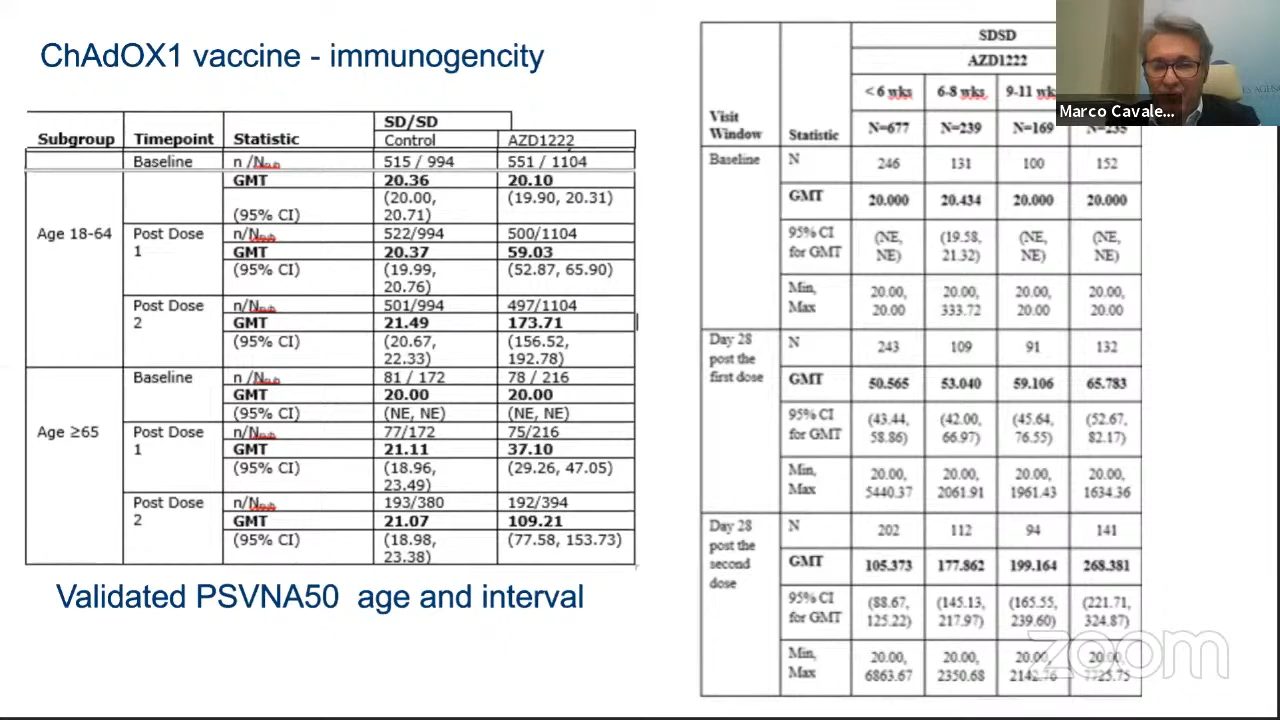 ChAdOX1 vaccine - immunogencity
SD/SD
Subgroup Timepoint Statistic Control AZD1222
Baseline n /Nsub 515 / 994 551 / 1104
GMT 20.36 20.10
(20.00, (19.90, 20.31)
(95% CI) 20.71)
Age 18-64 Post Dose n/Nsub 522/994 500/1104
1 GMT 20.37 59.03
(95% CI) (19.99, (52.87, 65.90)
20.76)
Post Dose n/Nsub 501/994 497/1104
2 GMT 21.49 173.71
(95% CI) (20.67, (156.52,
22.33) 192.78)
Baseline n /Nsub 81 / 172 78 / 216
GMT 20.00 20.00
(95% CI) (NE, NE) (NE, NE)
Age ≥65 Post Dose n/Nsub 77/172 75/216
1 GMT 21.11 37.10
(95% CI) (18.96, (29.26, 47.05)
23.49)
Post Dose n/Nsub 193/380 192/394
2 GMT 21.07 109.21
(95% CI) (18.98, (77.58, 153.73)
23.38)
Validated PSVNA50 age and interval
SDSD
AZD1222
< 6 wks 6-8 wks 9-11 wk
Visit
Window Statistic N=677 N=239 N=169
Baseline N 246 131 100 152
GMT 20.000 20.434 20.000 20.000
95% CI (NE, (19.58, (NE, (NE,
for GMT NE) 21.32) NE) NE)
Min, 20.00, 20.00, 20.00, 20.00,
Max 20.00 333.72 20.00 20.00
Day 28 N 243 109 91 132
post the
first dose GMT 50.565 53.040 59.106 65.783
95% CI (43.44, (42.00, (45.64, (52.67,
for GMT 58.86) 66.97) 76.55) 82.17)
Min, 20.00, 20.00, 20.00, 20.00,
Max 5440.37 2061.91 1961.43 1634.36
Day 28 N 202 112 94 141
post the
second GMT 105.373 177.862 199.164 268.381
dose
95% CI (88.67, (145.13, (165.55, (221.71,
for GMT 125.22) 217.97) 239.60) 324.87)
Min, 20.00, 20.00, 20.00, 20.00,
Max 6863.67 2350.68 2142.76
Marco Cavale...
zoom